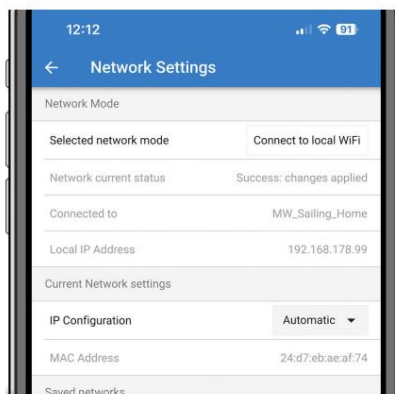 12:12
91
Network Settings
Network Mode
Selected network mode Connect to local WiFi
Network current status Success: changes applied
Connected to MW_Sailing_Home
Local IP Address 192.168.178.99
Current Network settings
IP Configuration Automatic
MAC Address 24:d7:eb:ae:af:74
Saved networks